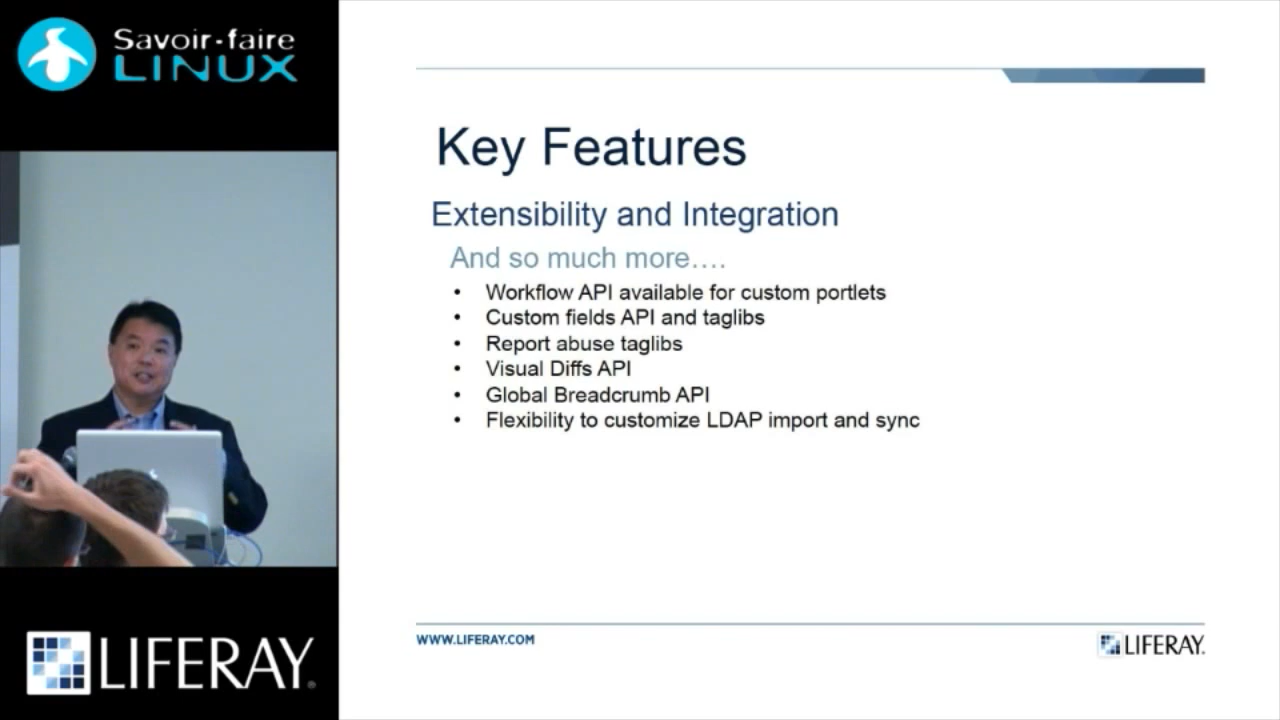 Savoir-faire
LINUX
Key Features
Extensibility and Integration
And so much more....
• Workflow API available for custom portlets
• Custom fields API and taglibs
• Report abuse taglibs
• Visual Diffs API
• Global Breadcrumb API
• Flexibility to customize LDAP import and sync
WWW.LIFERAY.COM
LIFERAY.
LIFERAY.